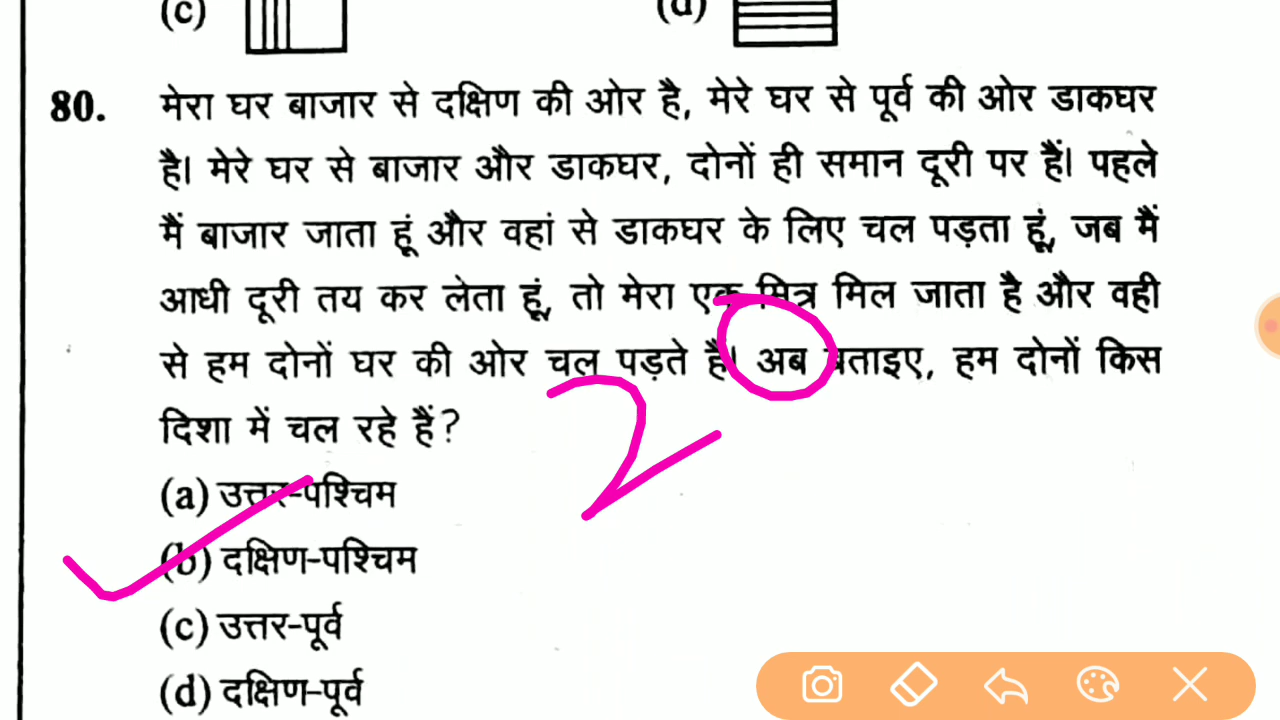 (c) (d)
80. मेरा घर बाजार से दक्षिण की ओर है, मेरे घर से पूर्व की ओर डाकघर
है। मेरे घर से बाजार और डाकघर, दोनों ही समान दूरी पर हैं। पहले
मैं बाजार जाता हूं और वहां से डाकघर के लिए चल पड़ता हूं, जब मैं
आधी दूरी तय कर लेता हूं, तो मेरा एक मित्र मिल जाता है और वही
से हम दोनों घर की ओर चल पड़ते हैं। अब बताइए, हम दोनों किस
दिशा में चल रहे हैं?
2
(a) उत्तर-पश्चिम
(b) दक्षिण-पश्चिम
(c) उत्तर-पूर्व
(d) दक्षिण-पूर्व